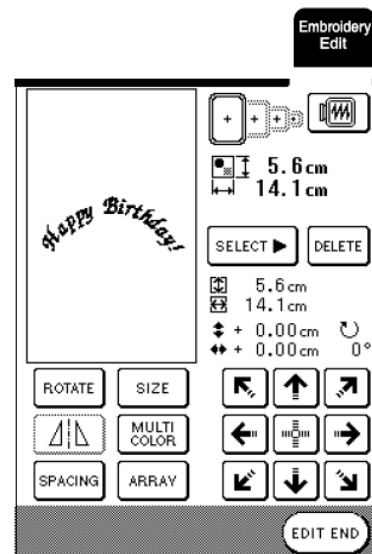 Embroidery
Edit
5.6cm
14.1cm
Happy Birthday!
SELECT
DELETE
5.6cm
14.1cm
+ 0.00cm
+ 0.00cm 0°
ROTATE
SIZE
MULTI
COLOR
SPACING
ARRAY
EDIT END